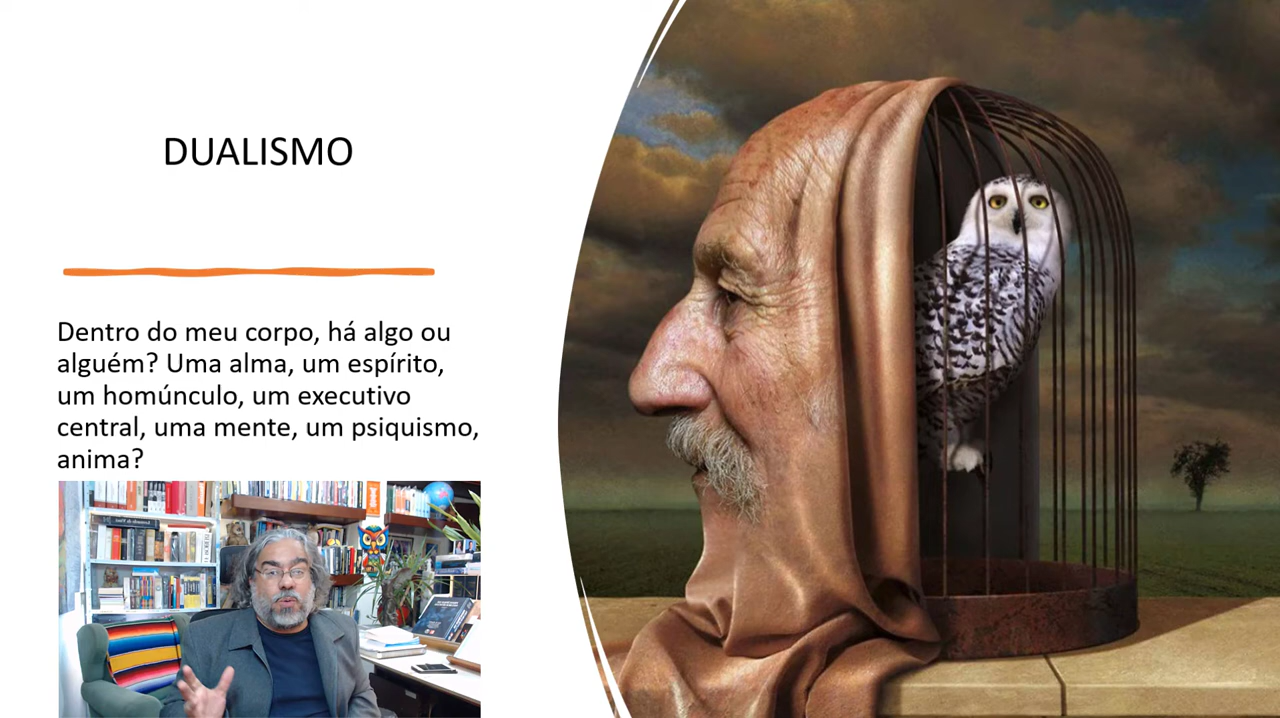 DUALISMO
Dentro do meu corpo, há algo ou
alguém? Uma alma, um espírito,
um homúnculo, um executivo
central, uma mente, um psiquismo,
anima?